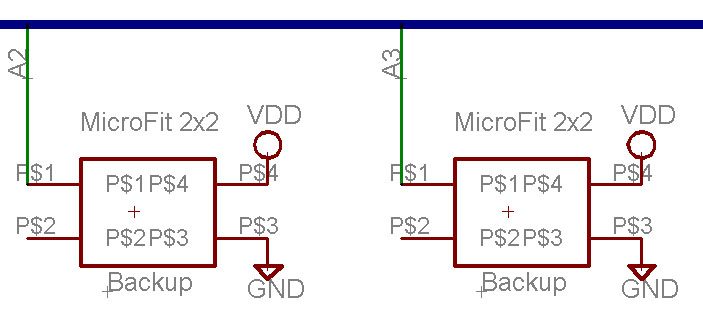 A2
A3
MicroFit 2x2
VDD
MicroFit 2x2
VDD
P$1
P$1P$4
P$4
P$1
P$1P$4
P$4
P$2
P$2P$3
P$3
P$2
P$2P$3
P$3
Backup
GND
Backup
GND